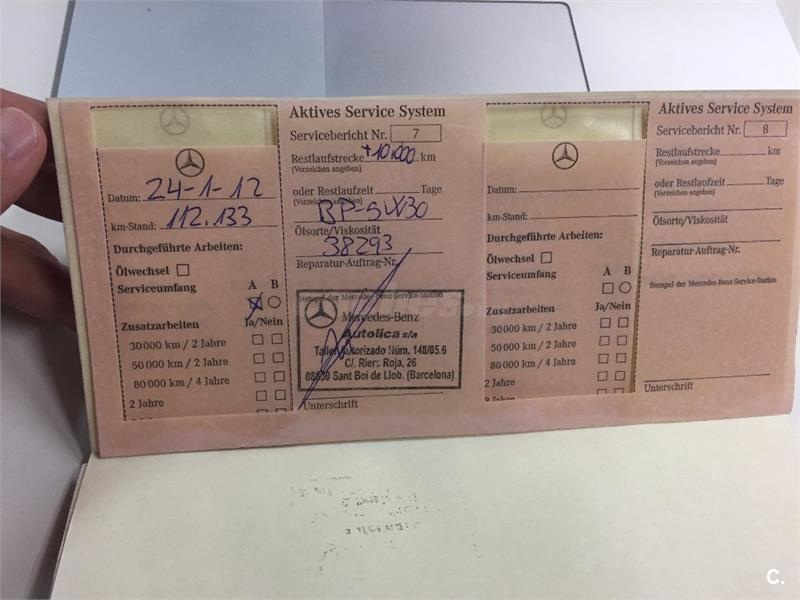 Aktives Service System
Servicebericht Nr. 7
Restlaufstrecke +10.000 km
(Vorzeichen angeben)
oder Restlaufzeit Tage
(Vorzeichen angeben)
BP-5W30
Ölsorte/Viskosität
38293
Reparatur-Auftrag-Nr.
Stempel der Mercedes-Benz-Service-Station
Mercedes-Benz
Autolica s/a
Taller Autorizado Núm. 148/05.6
C/. Riera Roja, 26
08830 Sant Boi de Llob. (Barcelona)
Unterschrift
Datum: 24-1-12
km-Stand: 112.133
Durchgeführte Arbeiten:
Ölwechsel
Serviceumfang A B
Zusatzarbeiten Ja/Nein
30 000 km / 2 Jahre
50 000 km / 2 Jahre
80 000 km / 4 Jahre
2 Jahre
Aktives Service System
Servicebericht Nr. 8
Restlaufstrecke km
(Vorzeichen angeben)
oder Restlaufzeit Tage
(Vorzeichen angeben)
Ölsorte/Viskosität
Reparatur-Auftrag-Nr.
Stempel der Mercedes-Benz-Service-Station
Unterschrift
Datum:
km-Stand:
Durchgeführte Arbeiten:
Ölwechsel
Serviceumfang A B
Zusatzarbeiten Ja/Nein
30 000 km / 2 Jahre
50 000 km / 2 Jahre
80 000 km / 4 Jahre
2 Jahre
C.